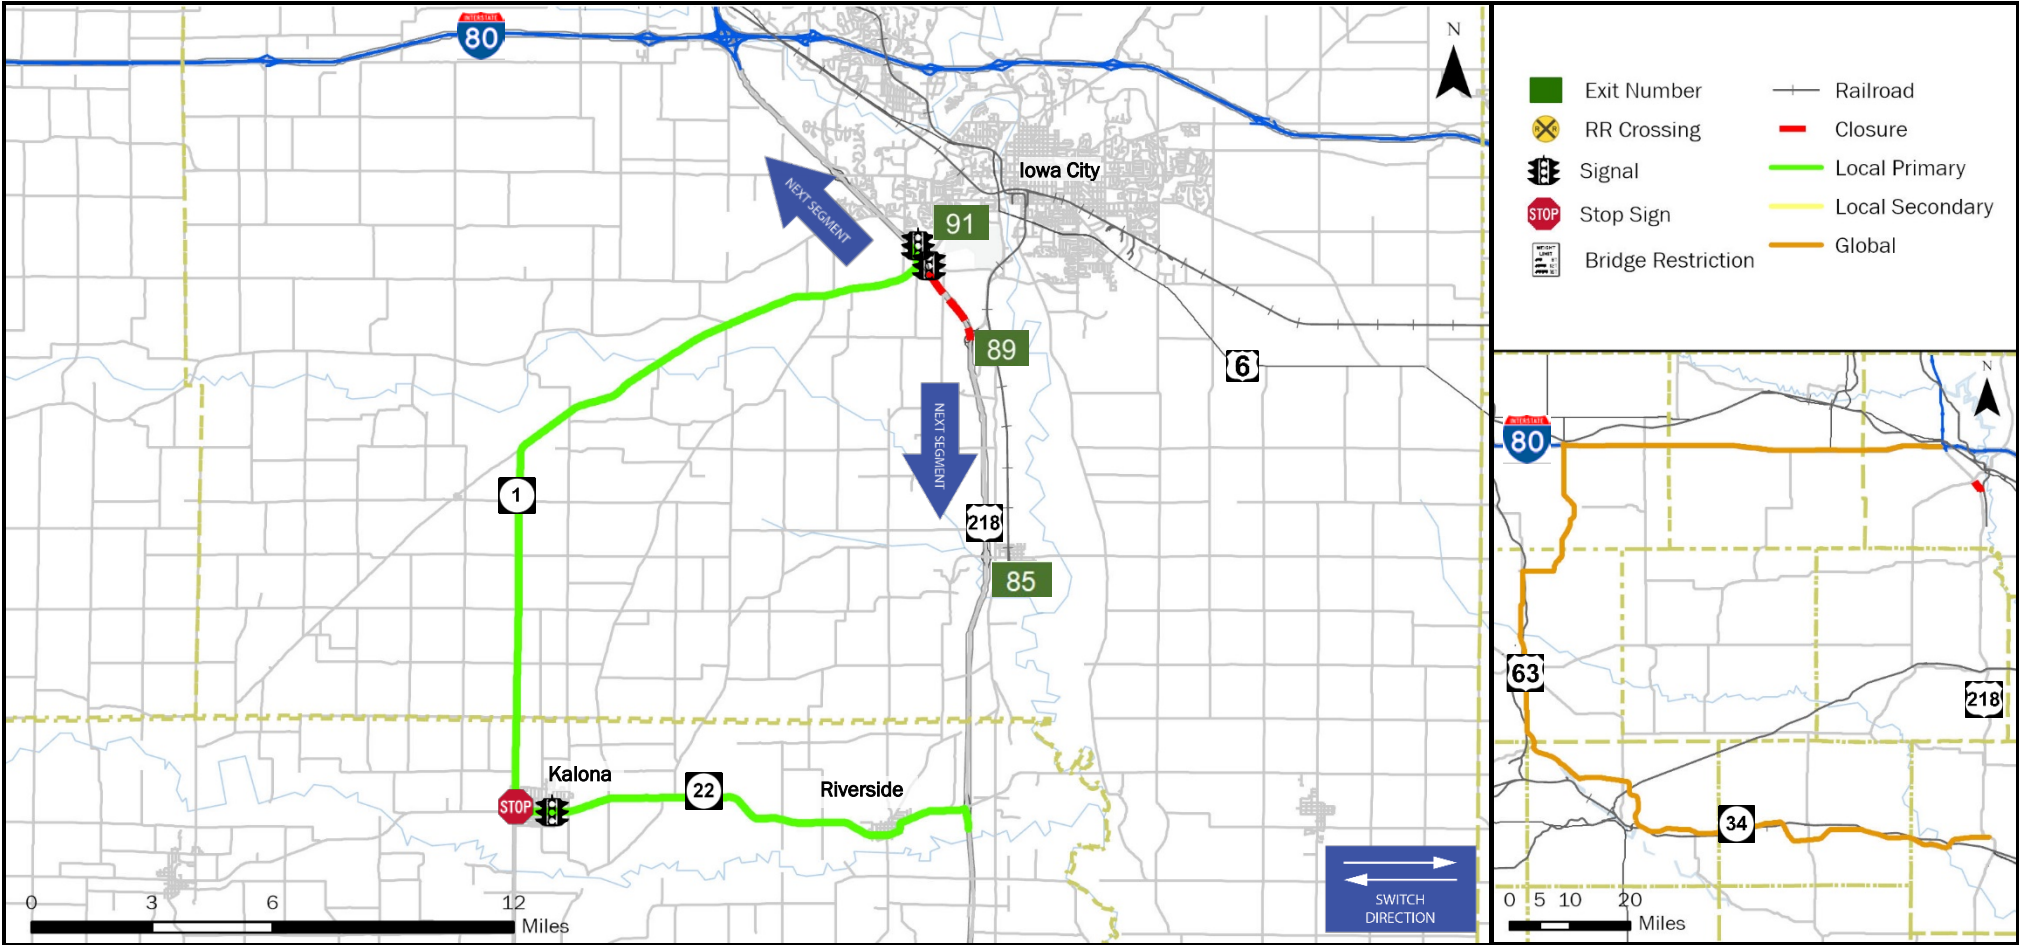 INTERSTATE
80
N
Iowa City
NEXT SEGMENT
91
89
6
NEXT SEGMENT
1
218
85
Kalona
STOP
22
Riverside
0 3 6 12
Miles
SWITCH
DIRECTION
Exit Number
RR Crossing
Signal
STOP
Stop Sign
WEIGHT
LIMIT
Bridge Restriction
Railroad
Closure
Local Primary
Local Secondary
Global
N
INTERSTATE
80
63
218
34
0 5 10 20
Miles